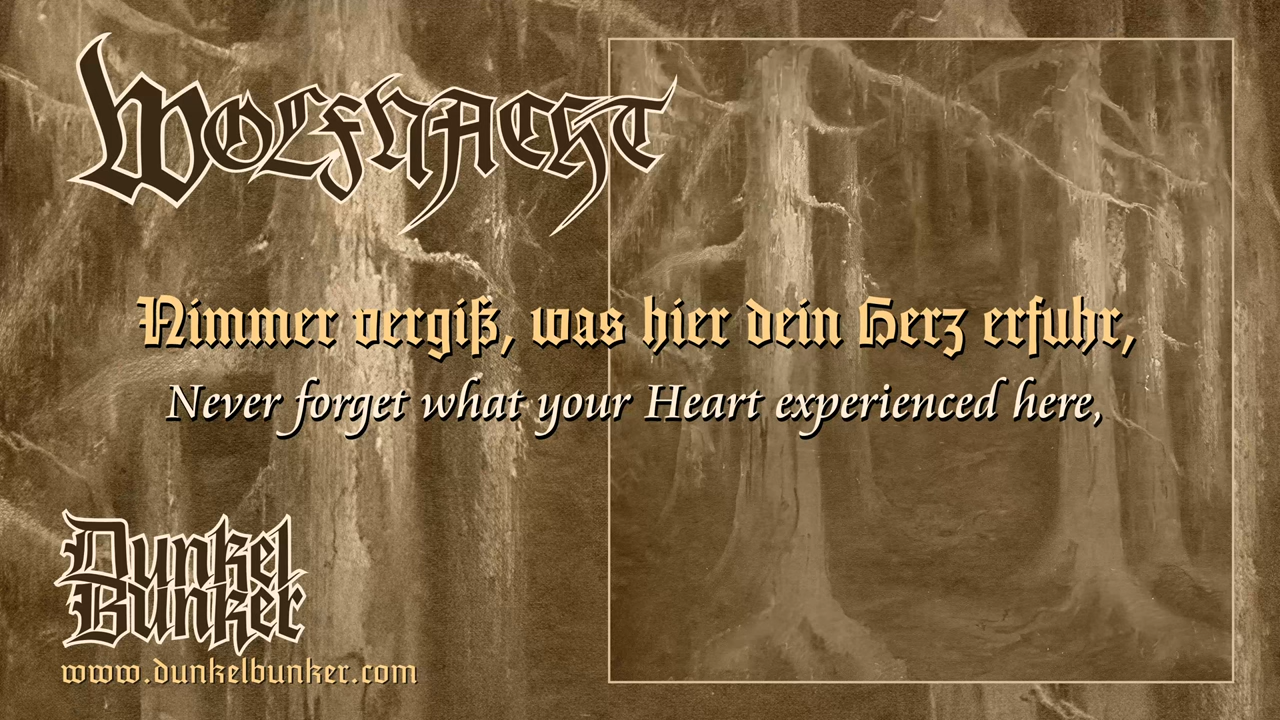 Wolfnacht
Nimmer vergiß, was hier dein Herz erfuhr,
Never forget what your Heart experienced here,
Dunkel
Bunker
www.dunkelbunker.com